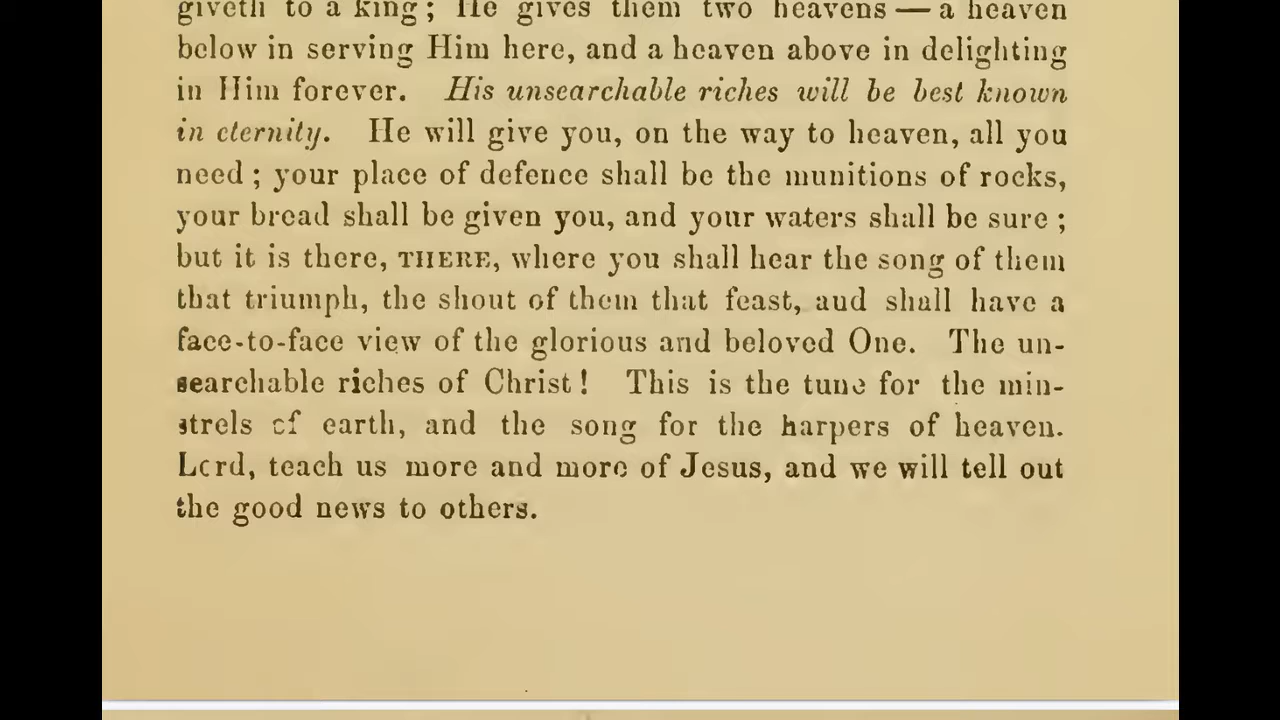 giveth to a king; He gives them two heavens — a heaven
below in serving Him here, and a heaven above in delighting
in Him forever. His unsearchable riches will be best known
in eternity. He will give you, on the way to heaven, all you
need; your place of defence shall be the munitions of rocks,
your bread shall be given you, and your waters shall be sure;
but it is there, THERE, where you shall hear the song of them
that triumph, the shout of them that feast, and shall have a
face-to-face view of the glorious and beloved One. The un-
searchable riches of Christ! This is the tune for the min-
strels of earth, and the song for the harpers of heaven.
Lord, teach us more and more of Jesus, and we will tell out
the good news to others.